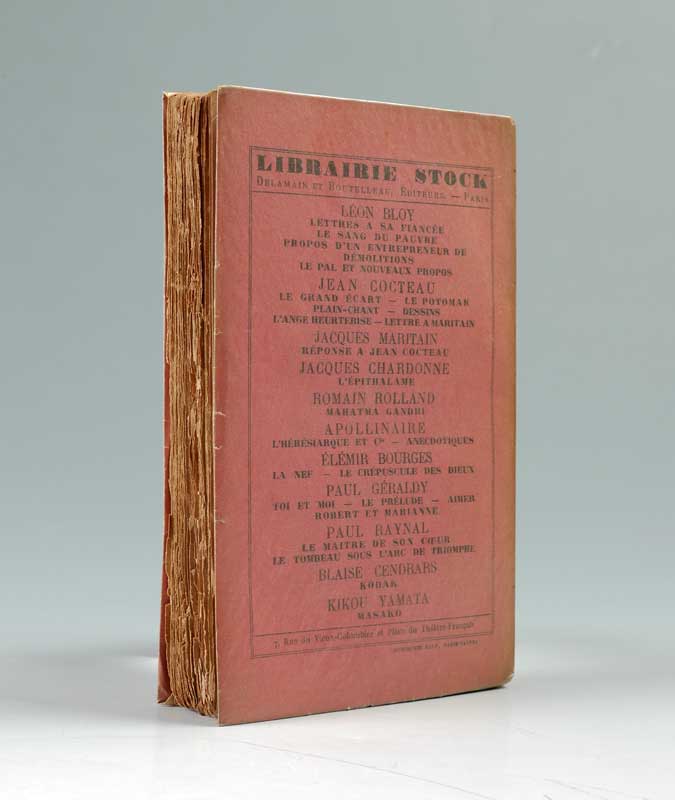 LIBRAIRIE STOCK
DELAMAIN ET BOUTELLEAU, ÉDITEURS. — PARIS
LÉON BLOY
LETTRES A SA FIANCÉE
LE SANG DU PAUVRE
PROPOS D'UN ENTREPRENEUR DE
DÉMOLITIONS
LE PAL ET NOUVEAUX PROPOS
JEAN COCTEAU
LE GRAND ÉCART — LE POTOMAK
PLAIN-CHANT — DESSINS
L'ANGE HEURTEBISE — LETTRE A MARITAIN
JACQUES MARITAIN
RÉPONSE A JEAN COCTEAU
JACQUES CHARDONNE
L'ÉPITHALAME
ROMAIN ROLLAND
MAHATMA GANDHI
APOLLINAIRE
L'HÉRÉSIARQUE ET Cie — ANECDOTIQUES
ÉLÉMIR BOURGES
LA NEF — LE CRÉPUSCULE DES DIEUX
PAUL GÉRALDY
TOI ET MOI — LE PRÉLUDE — AIMER
ROBERT ET MARIANNE
PAUL RAYNAL
LE MAITRE DE SON CŒUR
LE TOMBEAU SOUS L'ARC DE TRIOMPHE
BLAISE CENDRARS
KODAK
KIKOU YAMATA
MASAKO
7, Rue du Vieux-Colombier et Place du Théâtre-Français